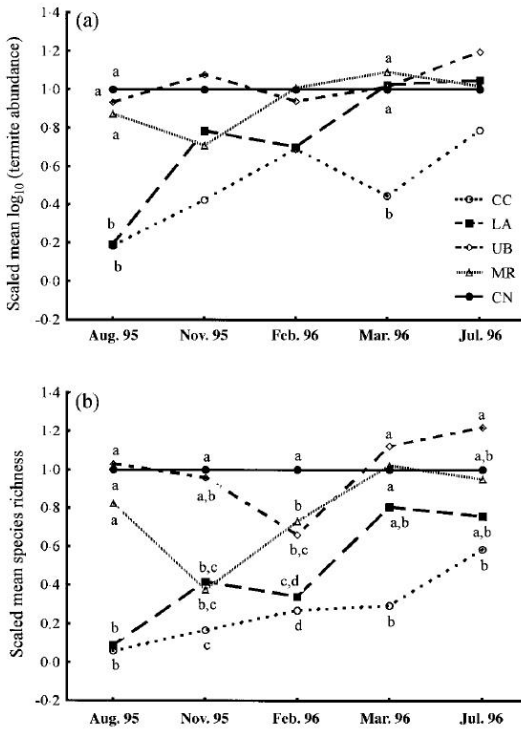 (a)
Scaled mean log10 (termite abundance)
1·4
1·2
1·0
0·8
0·6
0·4
0·2
0·0
-0·2
a
a
a
b
b
a
a
b
CC
LA
UB
MR
CN
Aug. 95 Nov. 95 Feb. 96 Mar. 96 Jul. 96
(b)
Scaled mean species richness
1·4
1·2
1·0
0·8
0·6
0·4
0·2
0·0
-0·2
a a a a a
a a,b b a a,b
a b,c b,c a,b a,b
b b,c c,d b b
b c d
Aug. 95 Nov. 95 Feb. 96 Mar. 96 Jul. 96